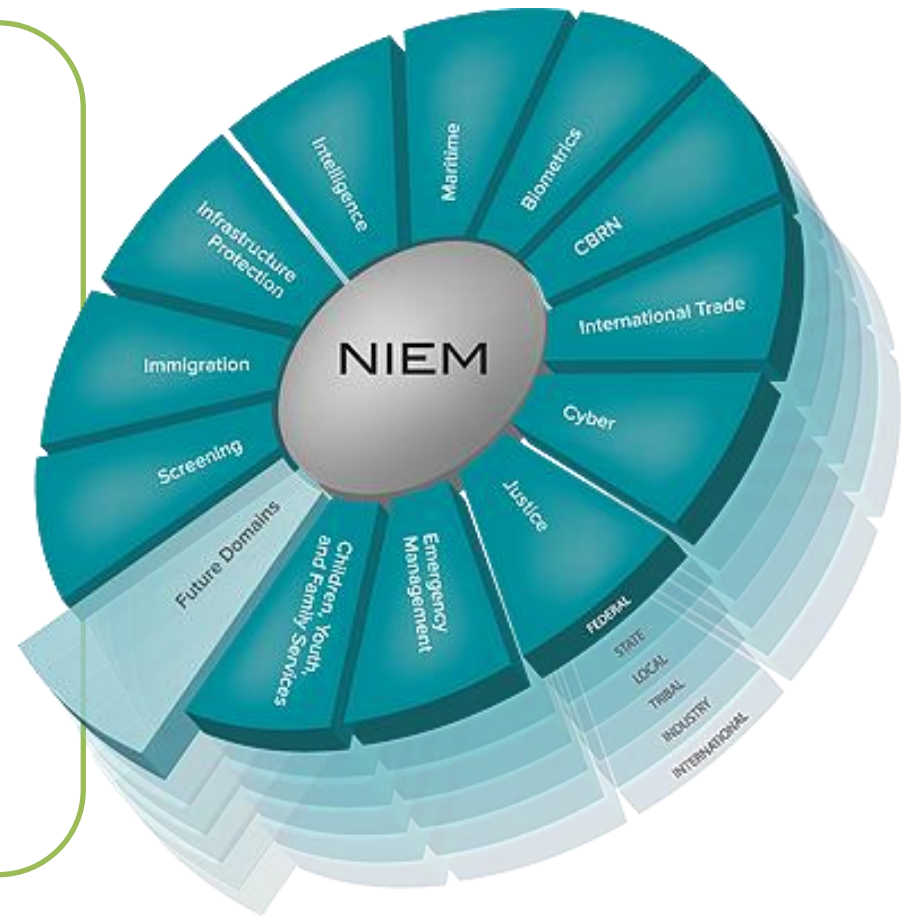 NIEM
Intelligence
Maritime
Biometrics
CBRN
International Trade
Cyber
Justice
Emergency
Management
Children, Youth,
and Family Services
Future Domains
Screening
Immigration
Infrastructure
Protection
FEDERAL
STATE
LOCAL
TRIBAL
INDUSTRY
INTERNATIONAL